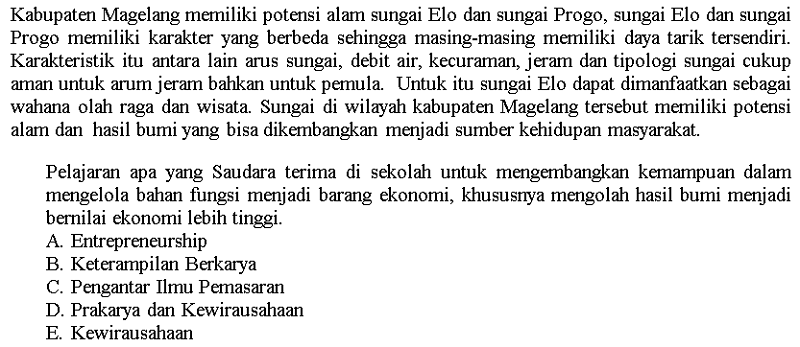 Kabupaten Magelang memiliki potensi alam sungai Elo dan sungai Progo, sungai Elo dan sungai
Progo memiliki karakter yang berbeda sehingga masing-masing memiliki daya tarik tersendiri.
Karakteristik itu antara lain arus sungai, debit air, kecuraman, jeram dan tipologi sungai cukup
aman untuk arum jeram bahkan untuk pemula. Untuk itu sungai Elo dapat dimanfaatkan sebagai
wahana olah raga dan wisata. Sungai di wilayah kabupaten Magelang tersebut memiliki potensi
alam dan hasil bumi yang bisa dikembangkan menjadi sumber kehidupan masyarakat.
Pelajaran apa yang Saudara terima di sekolah untuk mengembangkan kemampuan dalam
mengelola bahan fungsi menjadi barang ekonomi, khususnya mengolah hasil bumi menjadi
bernilai ekonomi lebih tinggi.
A. Entrepreneurship
B. Keterampilan Berkarya
C. Pengantar Ilmu Pemasaran
D. Prakarya dan Kewirausahaan
E. Kewirausahaan